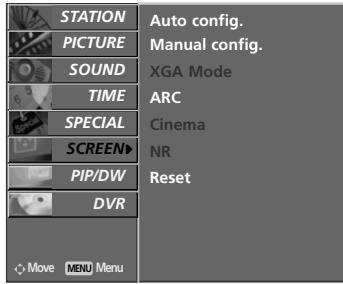 STATION
PICTURE
SOUND
TIME
SPECIAL
SCREEN
PIP/DW
DVR
Move MENU Menu
Auto config.
Manual config.
XGA Mode
ARC
Cinema
NR
Reset